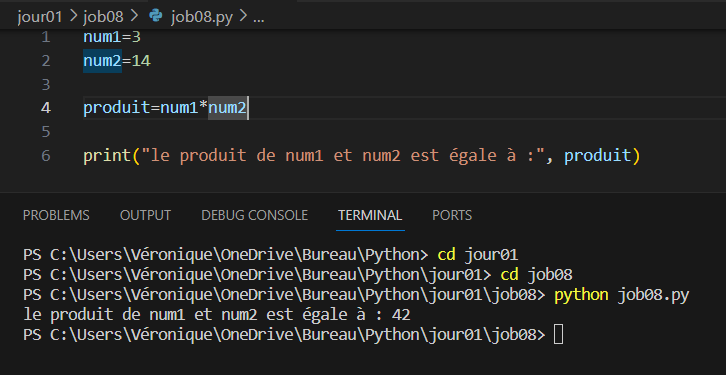 jour01 > job08 > job08.py > ...
1 num1=3
2 num2=14
3
4 produit=num1*num2
5
6 print("le produit de num1 et num2 est égale à :", produit)
PROBLEMS OUTPUT DEBUG CONSOLE TERMINAL PORTS
PS C:\Users\Véronique\OneDrive\Bureau\Python> cd jour01
PS C:\Users\Véronique\OneDrive\Bureau\Python\jour01> cd job08
PS C:\Users\Véronique\OneDrive\Bureau\Python\jour01\job08> python job08.py
le produit de num1 et num2 est égale à : 42
PS C:\Users\Véronique\OneDrive\Bureau\Python\jour01\job08>